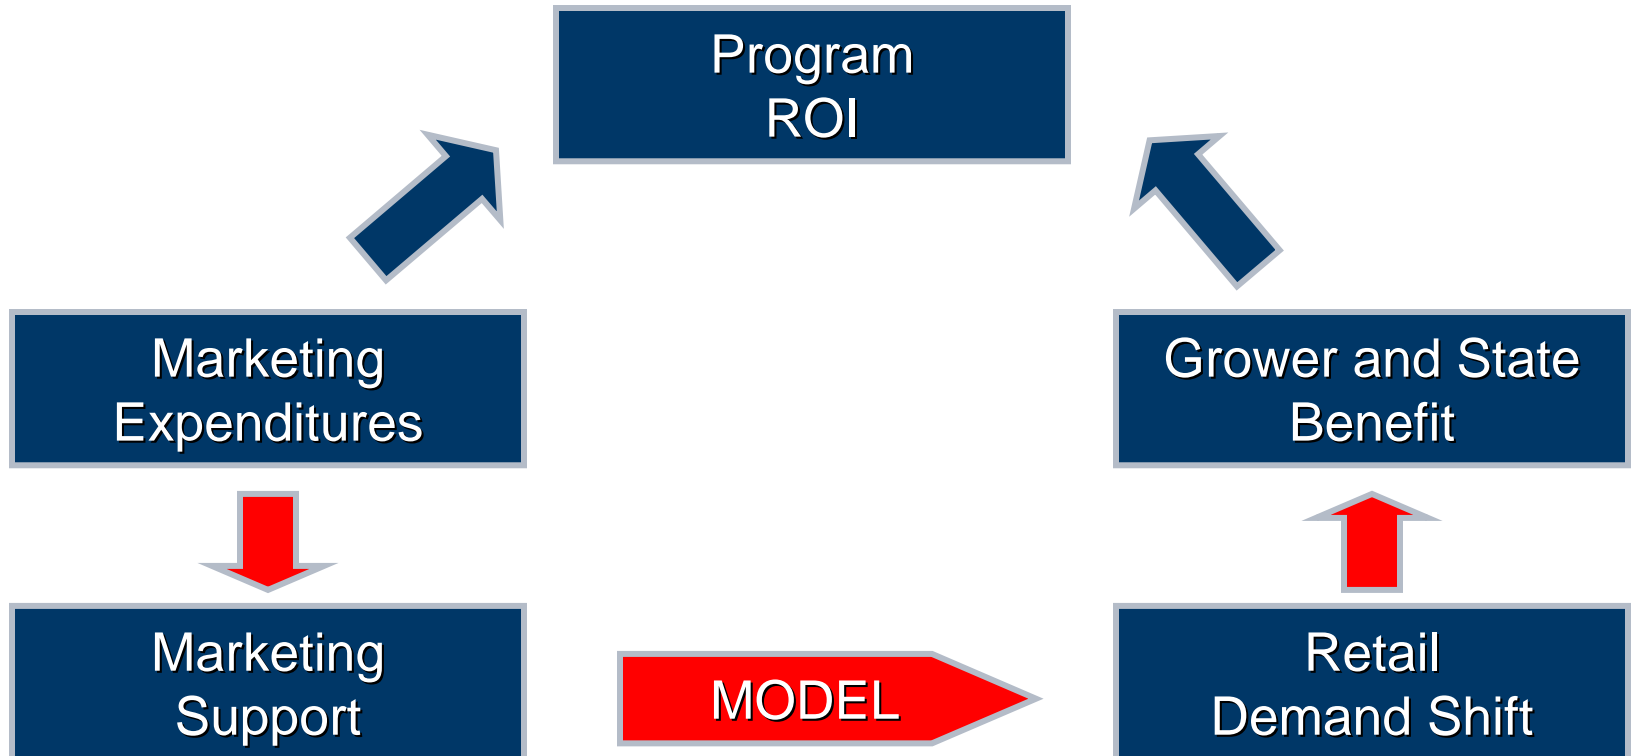 Program
ROI
Marketing
Expenditures
Grower and State
Benefit
Marketing
Support
MODEL
Retail
Demand Shift